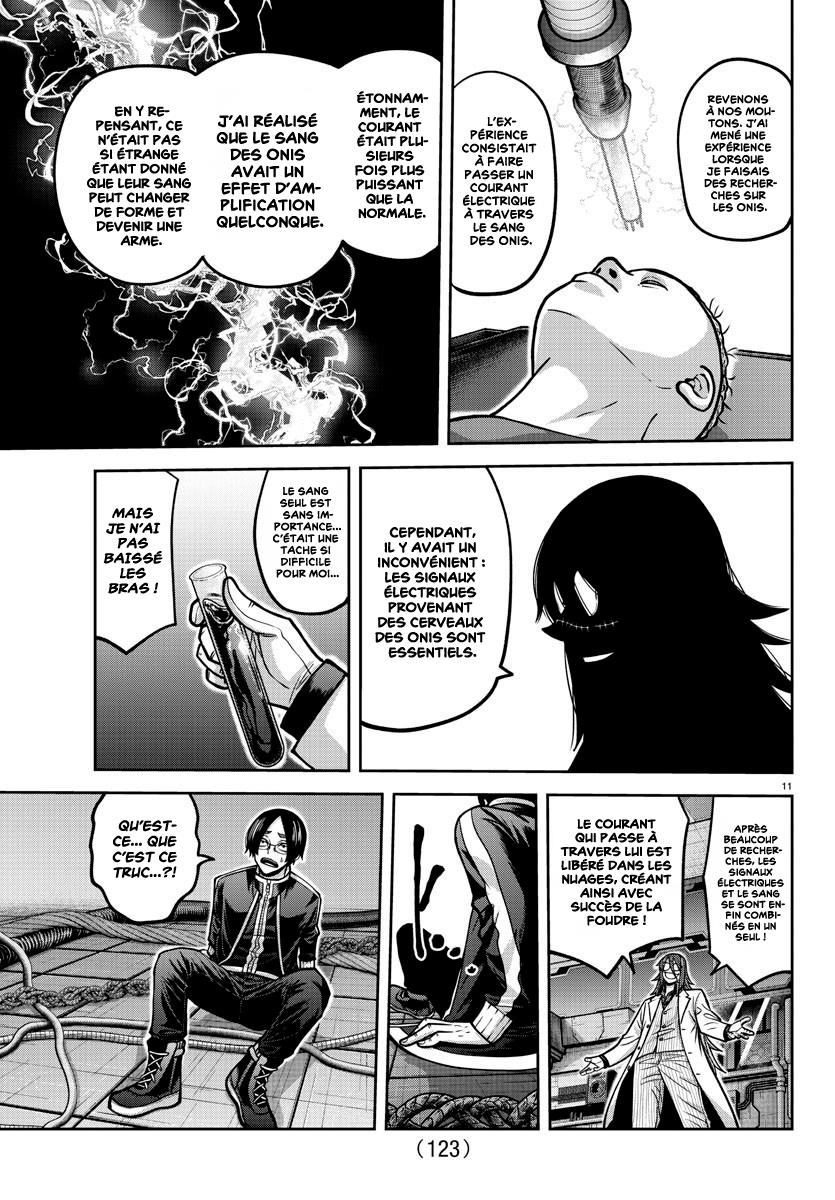 REVENONS
À NOS MOU-
TONS. J'AI
MENÉ UNE
EXPÉRIENCE
LORSQUE
JE FAISAIS
DES RECHER-
CHES SUR
LES ONIS.
L'EX-
PÉRIENCE
CONSISTAIT
À FAIRE
PASSER UN
COURANT
ÉLECTRIQUE
À TRAVERS
LE SANG
DES ONIS.
ÉTONNAM-
MENT, LE
COURANT
ÉTAIT PLU-
SIEURS
FOIS PLUS
PUISSANT
QUE LA
NORMALE.
J'AI RÉALISÉ
QUE LE SANG
DES ONIS
AVAIT UN
EFFET D'AM-
PLIFICATION
QUELCONQUE.
EN Y RE-
PENSANT, CE
N'ÉTAIT PAS
SI ÉTRANGE
ÉTANT DONNÉ
QUE LEUR SANG
PEUT CHANGER
DE FORME ET
DEVENIR UNE
ARME.
CEPENDANT,
IL Y AVAIT UN
INCONVÉNIENT :
LES SIGNAUX
ÉLECTRIQUES
PROVENANT
DES CERVEAUX
DES ONIS SONT
ESSENTIELS.
LE SANG
SEUL EST
SANS IM-
PORTANCE...
C'ÉTAIT UNE
TACHE SI
DIFFICILE
POUR MOI...
MAIS
JE N'AI
PAS
BAISSÉ
LES
BRAS !
11
APRÈS
BEAUCOUP
DE RECHER-
CHES, LES
SIGNAUX
ÉLECTRIQUES
ET LE SANG
SE SONT EN-
FIN COMBI-
NÉS EN UN
SEUL !
LE COURANT
QUI PASSE À
TRAVERS LUI EST
LIBÉRÉ DANS LES
NUAGES, CRÉANT
AINSI AVEC
SUCCÈS DE LA
FOUDRE !
QU'EST-
CE... QUE
C'EST CE
TRUC...?!
(123)